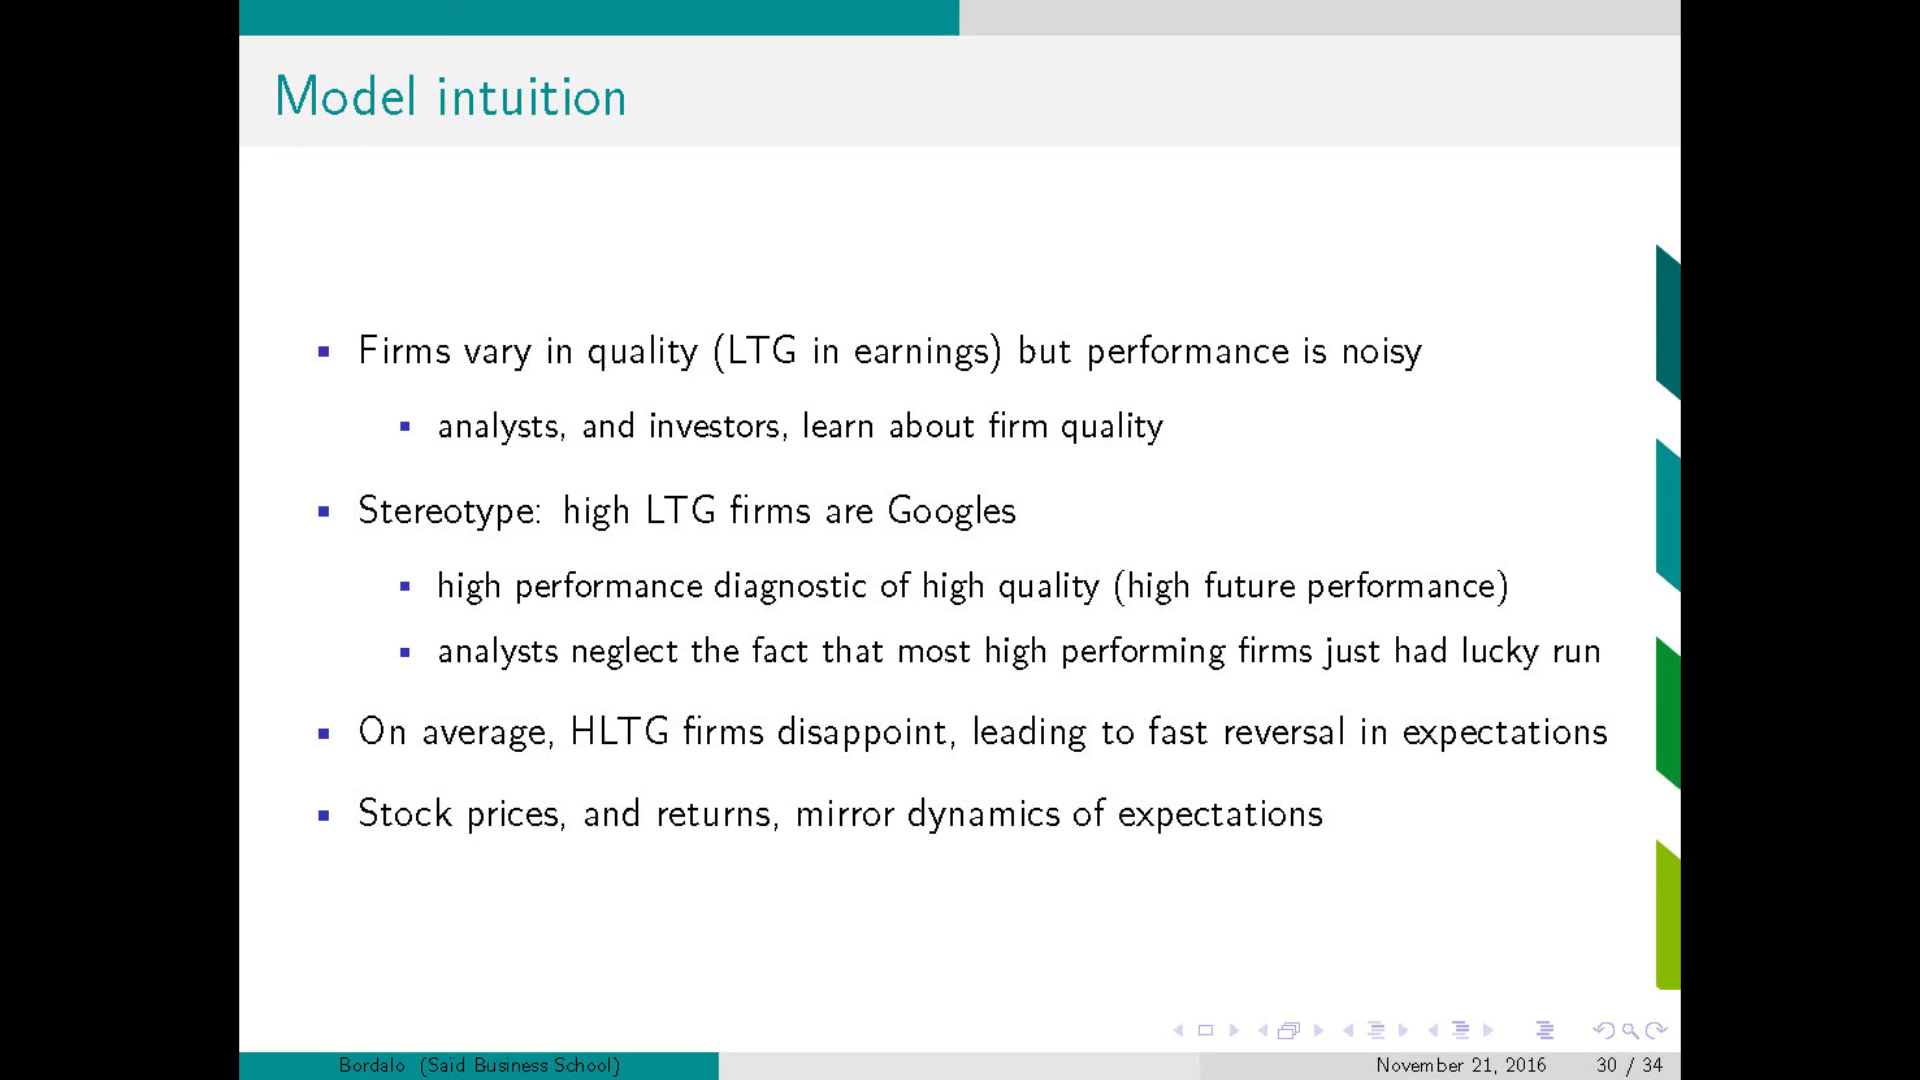 Model intuition
Firms vary in quality (LTG in earnings) but performance is noisy
analysts, and investors, learn about firm quality
Stereotype: high LTG firms are Googles
high performance diagnostic of high quality (high future performance)
analysts neglect the fact that most high performing firms just had lucky run
On average, HLTG firms disappoint, leading to fast reversal in expectations
Stock prices, and returns, mirror dynamics of expectations
Bordalo (Saïd Business School)
November 21, 2016
30 / 34